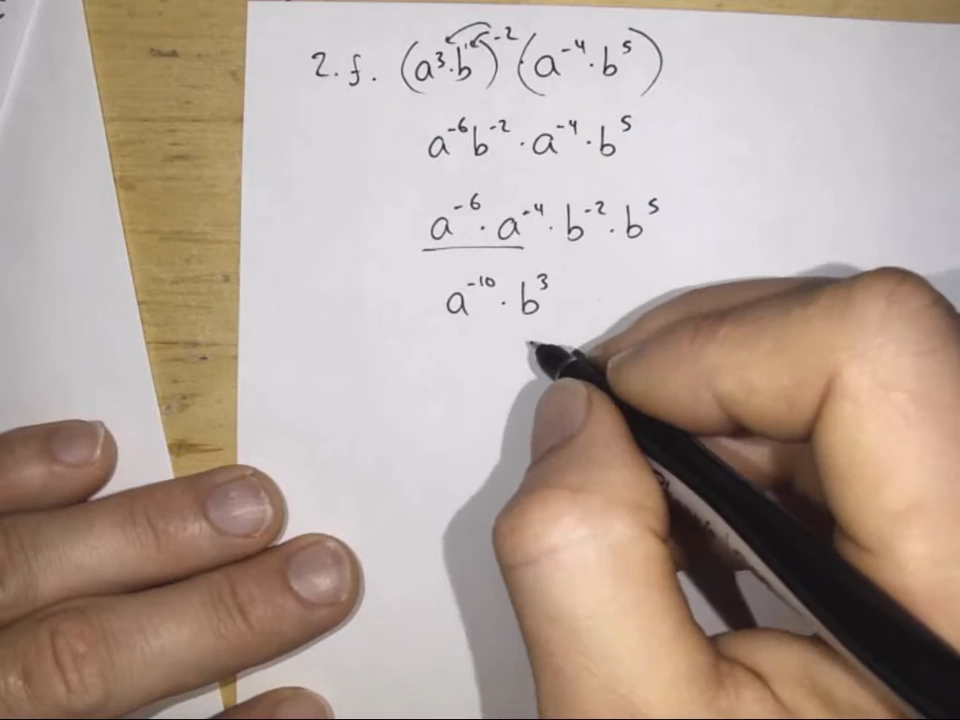 2.f. (a³·b¹)⁻²(a⁻⁴·b⁵)
a⁻⁶b⁻²·a⁻⁴·b⁵
a⁻⁶·a⁻⁴·b⁻²·b⁵
a⁻¹⁰·b³